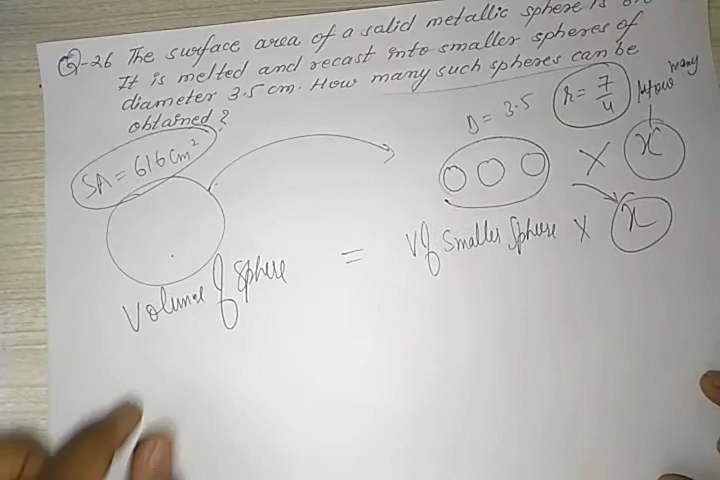 Q-26 The surface area of a solid metallic sphere is
It is melted and recast into smaller spheres of
diameter 3.5 cm. How many such spheres can be
obtained?
SA = 616 cm²
D = 3.5
r = 7/4
How many
X x
Volume of sphere = V of smaller sphere X x